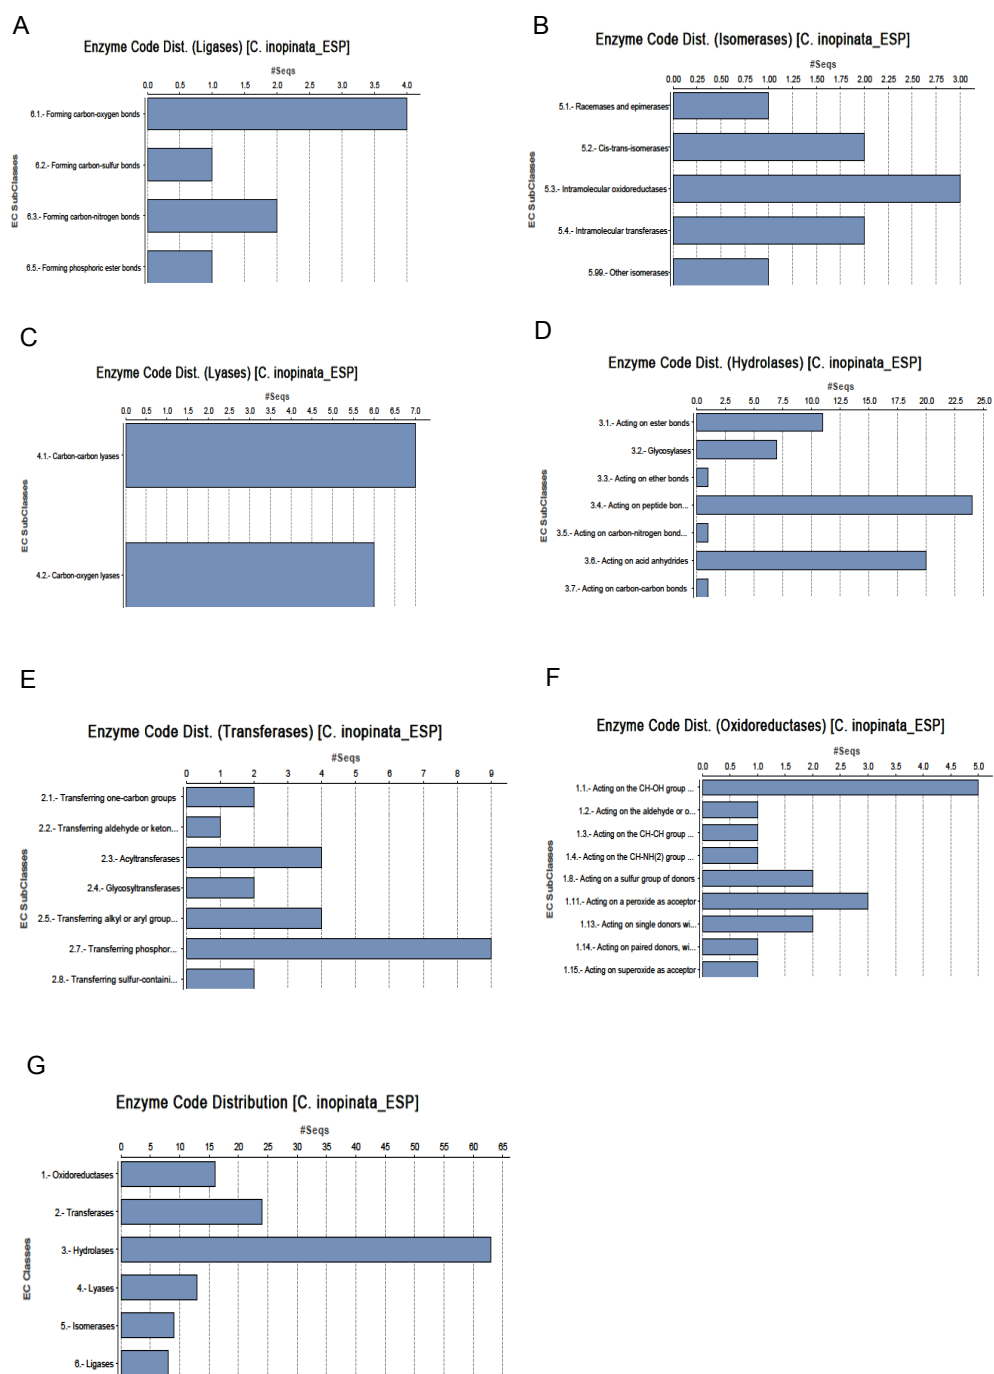 A
Enzyme Code Dist. (Ligases) [C. inopinata_ESP]
#Seqs
0.0 0.5 1.0 1.5 2.0 2.5 3.0 3.5 4.0
EC SubClasses
6.1.- Forming carbon-oxygen bonds
6.2.- Forming carbon-sulfur bonds
6.3.- Forming carbon-nitrogen bonds
6.5.- Forming phosphoric ester bonds
B
Enzyme Code Dist. (Isomerases) [C. inopinata_ESP]
#Seqs
0.00 0.25 0.50 0.75 1.00 1.25 1.50 1.75 2.00 2.25 2.50 2.75 3.00
EC SubClasses
5.1.- Racemases and epimerases
5.2.- Cis-trans-isomerases
5.3.- Intramolecular oxidoreductases
5.4.- Intramolecular transferases
5.99.- Other isomerases
C
Enzyme Code Dist. (Lyases) [C. inopinata_ESP]
#Seqs
0.0 0.5 1.0 1.5 2.0 2.5 3.0 3.5 4.0 4.5 5.0 5.5 6.0 6.5 7.0
EC SubClasses
4.1.- Carbon-carbon lyases
4.2.- Carbon-oxygen lyases
D
Enzyme Code Dist. (Hydrolases) [C. inopinata_ESP]
#Seqs
0.0 2.5 5.0 7.5 10.0 12.5 15.0 17.5 20.0 22.5 25.0
EC SubClasses
3.1.- Acting on ester bonds
3.2.- Glycosylases
3.3.- Acting on ether bonds
3.4.- Acting on peptide bon...
3.5.- Acting on carbon-nitrogen bond...
3.6.- Acting on acid anhydrides
3.7.- Acting on carbon-carbon bonds
E
Enzyme Code Dist. (Transferases) [C. inopinata_ESP]
#Seqs
0 1 2 3 4 5 6 7 8 9
EC SubClasses
2.1.- Transferring one-carbon groups
2.2.- Transferring aldehyde or keton...
2.3.- Acyltransferases
2.4.- Glycosyltransferases
2.5.- Transferring alkyl or aryl group...
2.7.- Transferring phosphor...
2.8.- Transferring sulfur-containi...
F
Enzyme Code Dist. (Oxidoreductases) [C. inopinata_ESP]
#Seqs
0.0 0.5 1.0 1.5 2.0 2.5 3.0 3.5 4.0 4.5 5.0
EC SubClasses
1.1.- Acting on the CH-OH group ...
1.2.- Acting on the aldehyde or o...
1.3.- Acting on the CH-CH group ...
1.4.- Acting on the CH-NH(2) group ...
1.8.- Acting on a sulfur group of donors
1.11.- Acting on a peroxide as acceptor
1.13.- Acting on single donors wi...
1.14.- Acting on paired donors, wi...
1.15.- Acting on superoxide as acceptor
G
Enzyme Code Distribution [C. inopinata_ESP]
#Seqs
0 5 10 15 20 25 30 35 40 45 50 55 60 65
EC Classes
1.- Oxidoreductases
2.- Transferases
3.- Hydrolases
4.- Lyases
5.- Isomerases
6.- Ligases